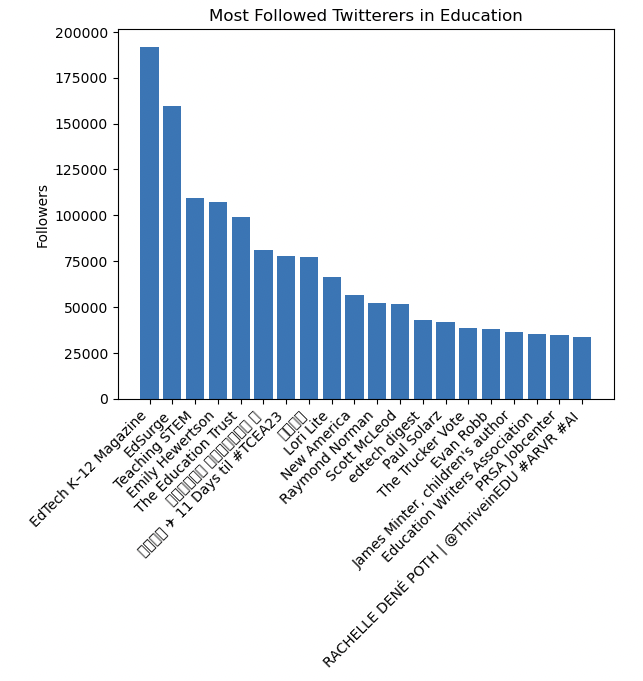 Most Followed Twitterers in Education
Followers
200000
175000
150000
125000
100000
75000
50000
25000
0
EdTech K–12 Magazine
EdSurge
Teaching STEM
Emily Hewertson
The Education Trust
✈ 11 Days til #TCEA23
Lori Lite
New America
Raymond Norman
Scott McLeod
edtech digest
Paul Solarz
The Trucker Vote
Evan Robb
James Minter, children's author
Education Writers Association
PRSA Jobcenter
RACHELLE DENÉ POTH | @ThriveinEDU #ARVR #AI